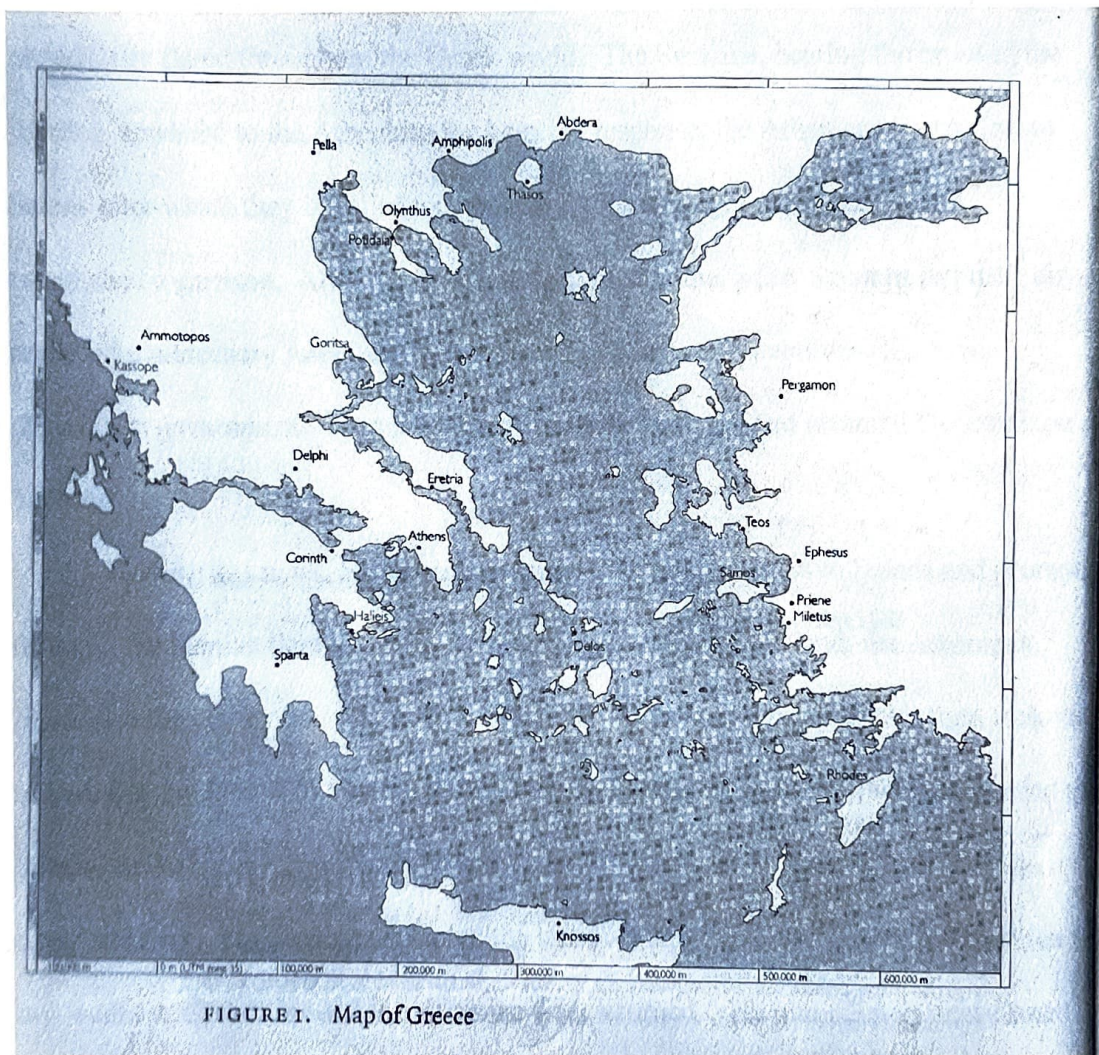 Abdera
Amphipolis
Pella
Thasos
Olynthus
Potidaia
Ammotopos
Kassope
Goritsa
Pergamon
Delphi
Eretria
Teos
Athens
Corinth
Ephesus
Samos
Priene
Miletus
Halieis
Delos
Sparta
Rhodes
Knossos
100,000 m
200,000 m
300,000 m
400,000 m
500,000 m
600,000 m
FIGURE 1. Map of Greece